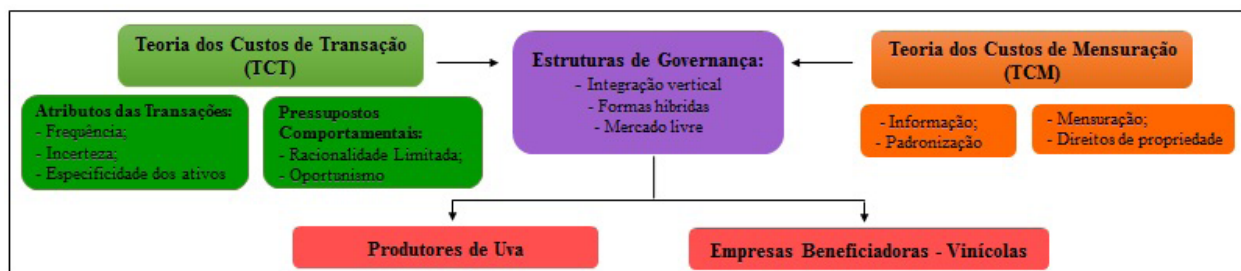 Teoria dos Custos de Transação
(TCT)
Atributos das Transações:
- Frequência;
- Incerteza;
- Especificidade dos ativos
Pressupostos
Comportamentais:
- Racionalidade Limitada;
- Oportunismo
Estruturas de Governança:
- Integração vertical
- Formas híbridas
- Mercado livre
Teoria dos Custos de Mensuração
(TCM)
- Informação;
- Padronização
- Mensuração;
- Direitos de propriedade
Produtores de Uva
Empresas Beneficiadoras - Vinícolas